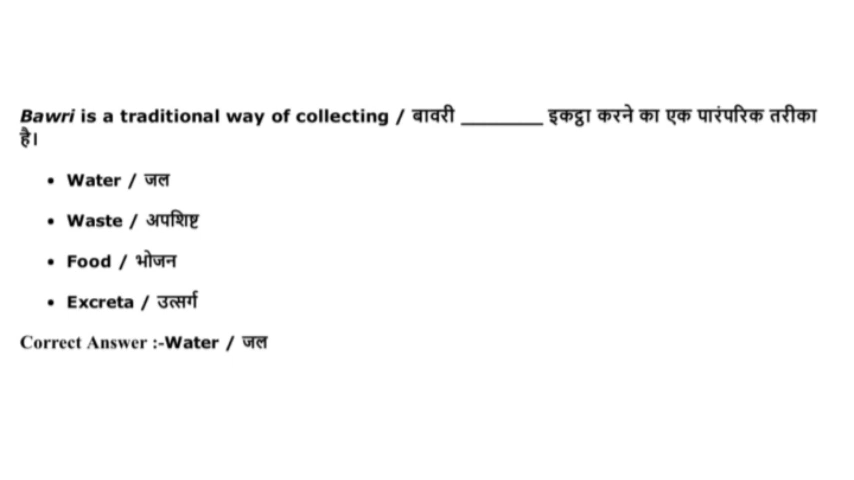 Bawri is a traditional way of collecting / बावरी ________ इकट्ठा करने का एक पारंपरिक तरीका
है।
• Water / जल
• Waste / अपशिष्ट
• Food / भोजन
• Excreta / उत्सर्ग
Correct Answer :-Water / जल